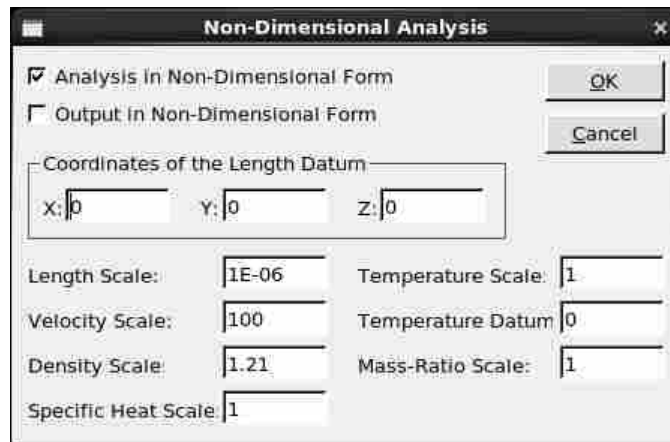 Non-Dimensional Analysis
Analysis in Non-Dimensional Form
OK
Output in Non-Dimensional Form
Cancel
Coordinates of the Length Datum
X: 0 Y: 0 Z: 0
Length Scale: 1E-06 Temperature Scale: 1
Velocity Scale: 100 Temperature Datum 0
Density Scale: 1.21 Mass-Ratio Scale: 1
Specific Heat Scale: 1